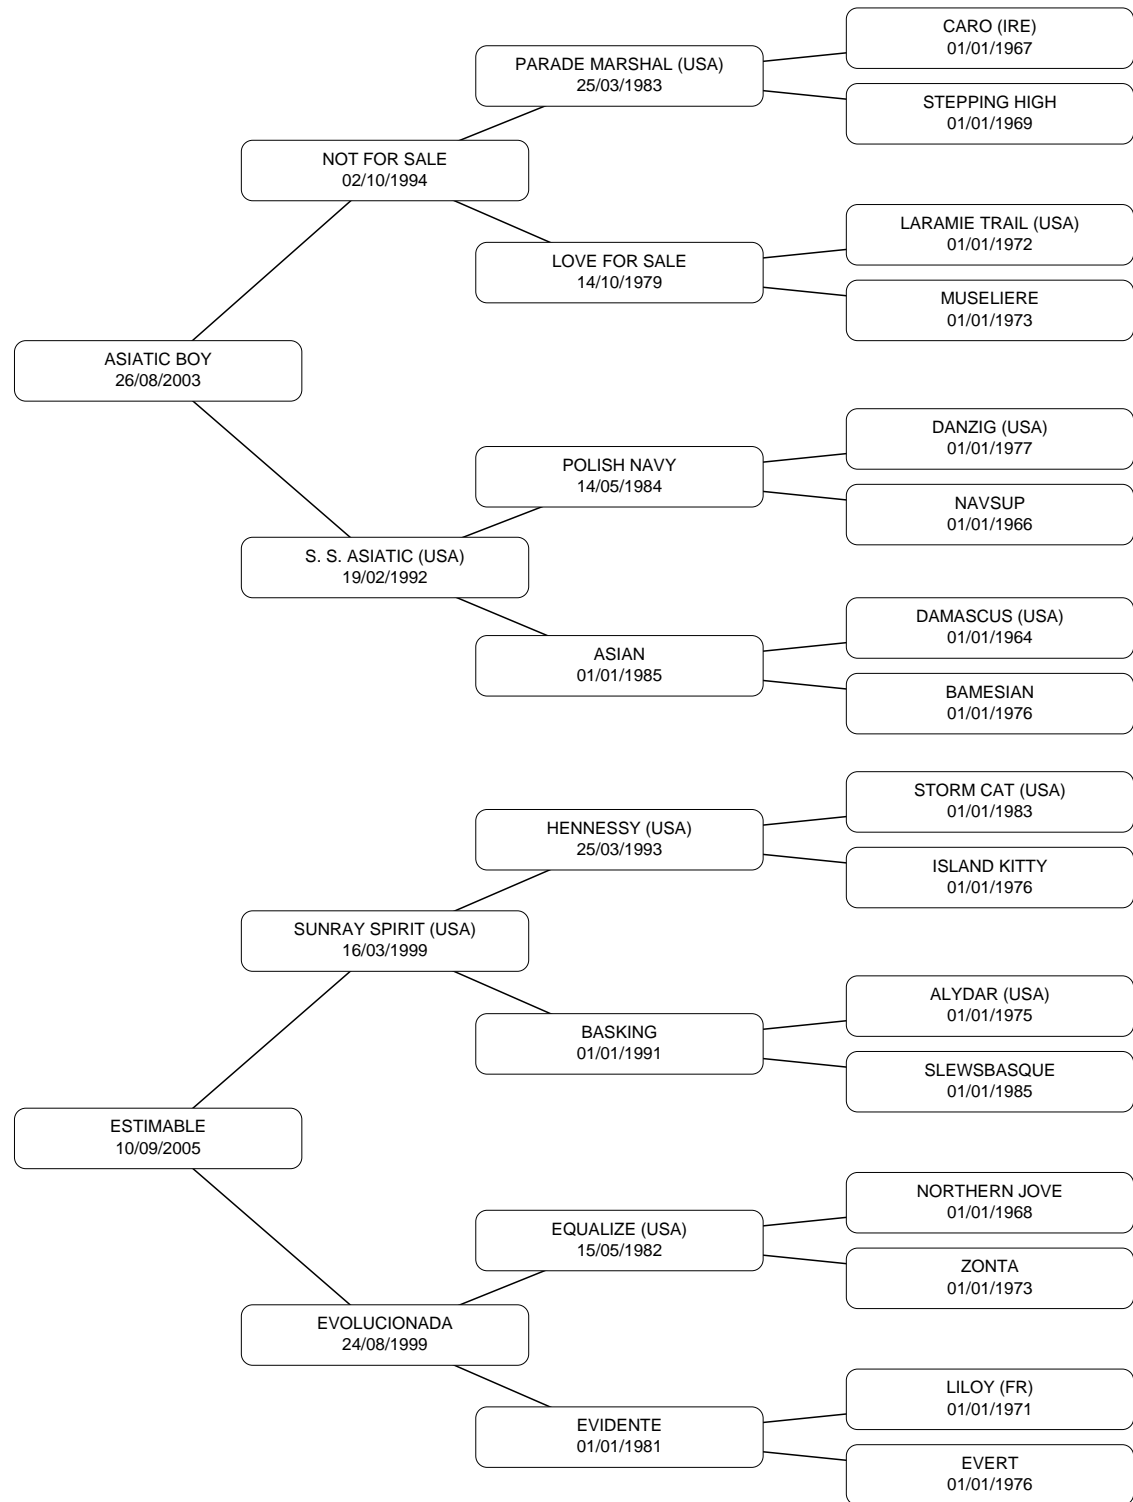 CARO (IRE)
01/01/1967
PARADE MARSHAL (USA)
25/03/1983
STEPPING HIGH
01/01/1969
NOT FOR SALE
02/10/1994
LARAMIE TRAIL (USA)
01/01/1972
LOVE FOR SALE
14/10/1979
MUSELIERE
01/01/1973
ASIATIC BOY
26/08/2003
DANZIG (USA)
01/01/1977
POLISH NAVY
14/05/1984
NAVSUP
01/01/1966
S. S. ASIATIC (USA)
19/02/1992
DAMASCUS (USA)
01/01/1964
ASIAN
01/01/1985
BAMESIAN
01/01/1976
STORM CAT (USA)
01/01/1983
HENNESSY (USA)
25/03/1993
ISLAND KITTY
01/01/1976
SUNRAY SPIRIT (USA)
16/03/1999
ALYDAR (USA)
01/01/1975
BASKING
01/01/1991
SLEWSBASQUE
01/01/1985
ESTIMABLE
10/09/2005
NORTHERN JOVE
01/01/1968
EQUALIZE (USA)
15/05/1982
ZONTA
01/01/1973
EVOLUCIONADA
24/08/1999
LILOY (FR)
01/01/1971
EVIDENTE
01/01/1981
EVERT
01/01/1976